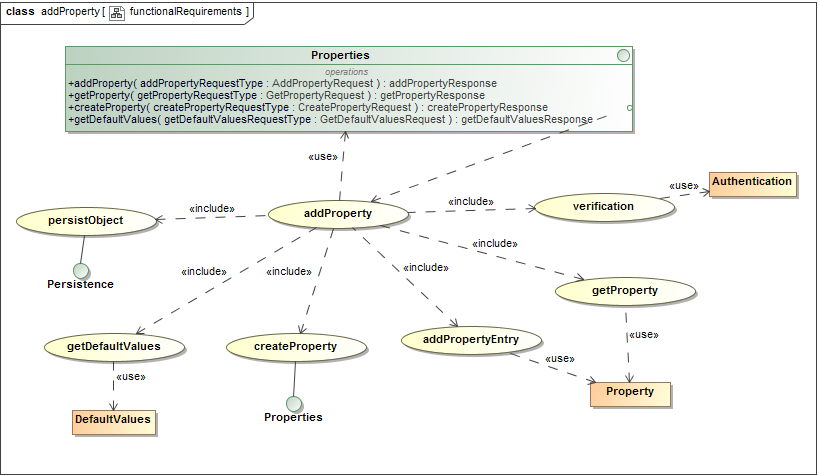 class addProperty [ functionalRequirements ]
Properties
operations
+addProperty( addPropertyRequestType : AddPropertyRequest ) : addPropertyResponse
+getProperty( getPropertyRequestType : GetPropertyRequest ) : getPropertyResponse
+createProperty( createPropertyRequestType : CreatePropertyRequest ) : createPropertyResponse
+getDefaultValues( getDefaultValuesRequestType : GetDefaultValuesRequest ) : getDefaultValuesResponse
c
«use»
«use»
Authentication
«include»
«include»
persistObject
addProperty
verification
«include»
«include»
«include»
«include»
Persistence
getProperty
getDefaultValues
createProperty
addPropertyEntry
«use»
«use»
«use»
Property
DefaultValues
Properties